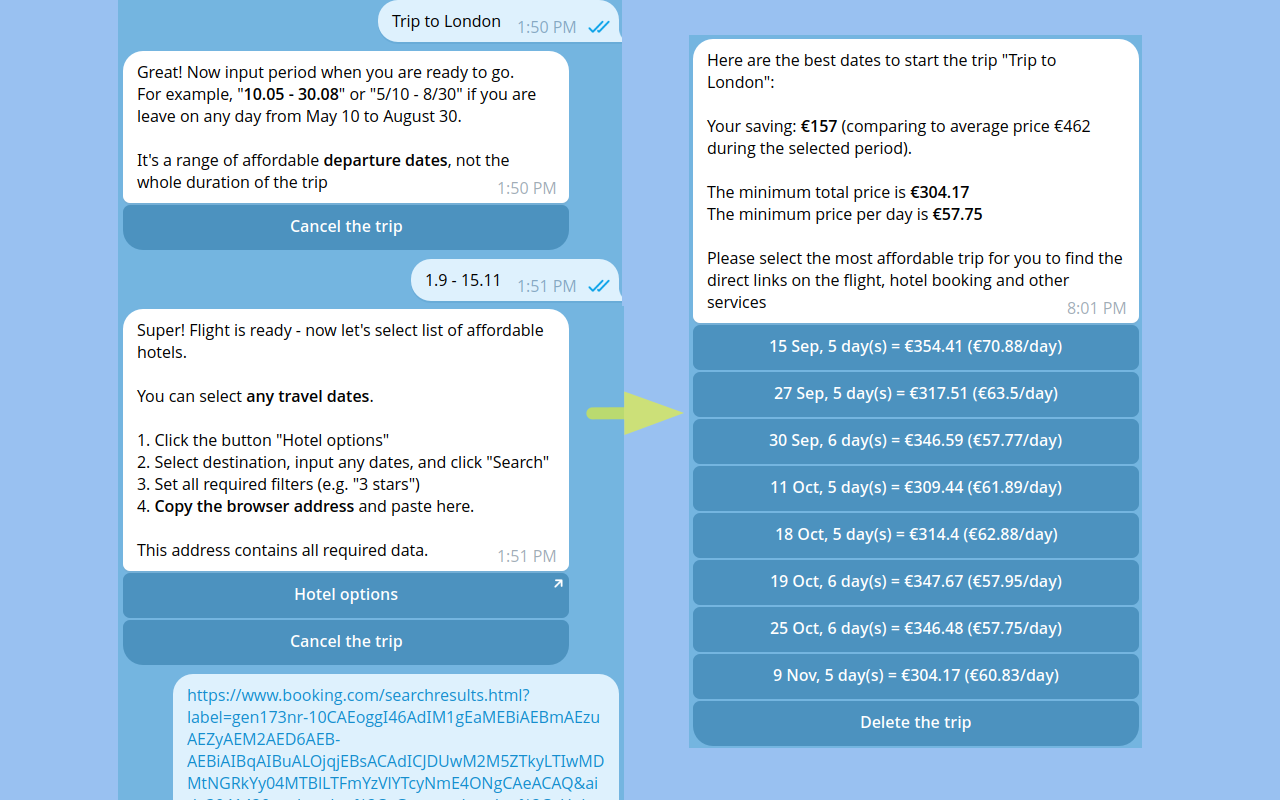 Trip to London
1:50 PM
Great! Now input period when you are ready to go.
For example, "10.05 - 30.08" or "5/10 - 8/30" if you are
leave on any day from May 10 to August 30.
It's a range of affordable departure dates, not the
whole duration of the trip
1:50 PM
Cancel the trip
1.9 - 15.11
1:51 PM
Super! Flight is ready - now let's select list of affordable
hotels.
You can select any travel dates.
1. Click the button "Hotel options"
2. Select destination, input any dates, and click "Search"
3. Set all required filters (e.g. "3 stars")
4. Copy the browser address and paste here.
This address contains all required data.
1:51 PM
Hotel options
Cancel the trip
https://www.booking.com/searchresults.html?
label=gen173nr-10CAEoggI46AdIM1gEaMEBiAEBmAEzu
AEZyAEM2AED6AEB-
AEBiAIBqAIBuALOjqjEBsACAdICJDUwM2M5ZTkyLTIwMD
MtNGRkYy04MTBlLTFmYzVlYTcyNmE4ONgCAeACAQ&ai
Here are the best dates to start the trip "Trip to
London":
Your saving: €157 (comparing to average price €462
during the selected period).
The minimum total price is €304.17
The minimum price per day is €57.75
Please select the most affordable trip for you to find the
direct links on the flight, hotel booking and other
services
8:01 PM
15 Sep, 5 day(s) = €354.41 (€70.88/day)
27 Sep, 5 day(s) = €317.51 (€63.5/day)
30 Sep, 6 day(s) = €346.59 (€57.77/day)
11 Oct, 5 day(s) = €309.44 (€61.89/day)
18 Oct, 5 day(s) = €314.4 (€62.88/day)
19 Oct, 6 day(s) = €347.67 (€57.95/day)
25 Oct, 6 day(s) = €346.48 (€57.75/day)
9 Nov, 5 day(s) = €304.17 (€60.83/day)
Delete the trip